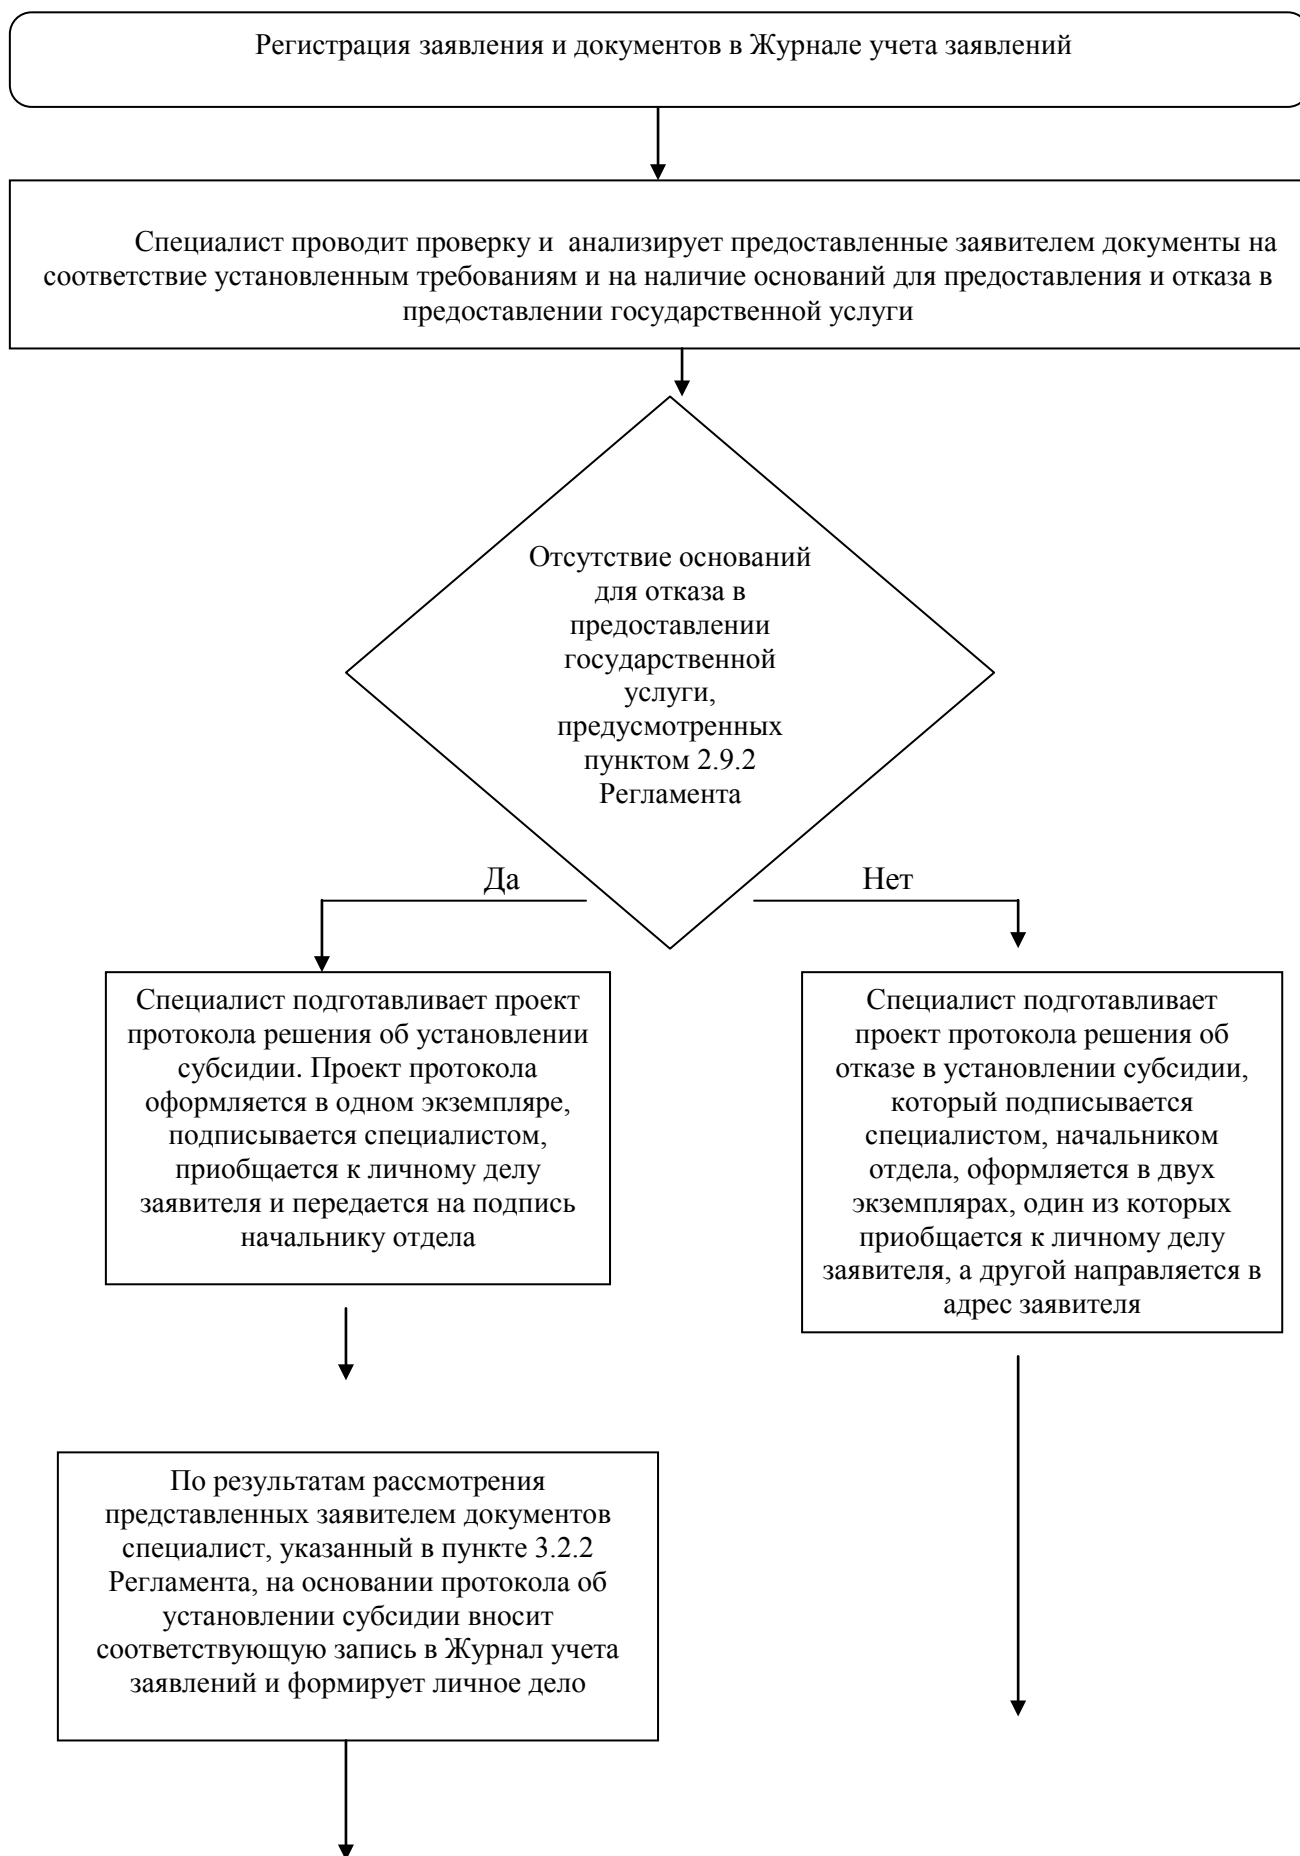 Регистрация заявления и документов в Журнале учета заявлений
Специалист проводит проверку и  анализирует предоставленные заявителем документы на
соответствие установленным требованиям и на наличие оснований для предоставления и отказа в
предоставлении государственной услуги
Отсутствие оснований
для отказа в
предоставлении
государственной
услуги,
предусмотренных
пунктом 2.9.2
Регламента
Да
Нет
Специалист подготавливает проект
протокола решения об установлении
субсидии. Проект протокола
оформляется в одном экземпляре,
подписывается специалистом,
приобщается к личному делу
заявителя и передается на подпись
начальнику отдела
Специалист подготавливает
проект протокола решения об
отказе в установлении субсидии,
который подписывается
специалистом, начальником
отдела, оформляется в двух
экземплярах, один из которых
приобщается к личному делу
заявителя, а другой направляется в
адрес заявителя
По результатам рассмотрения
представленных заявителем документов
специалист, указанный в пункте 3.2.2
Регламента, на основании протокола об
установлении субсидии вносит
соответствующую запись в Журнал учета
заявлений и формирует личное дело